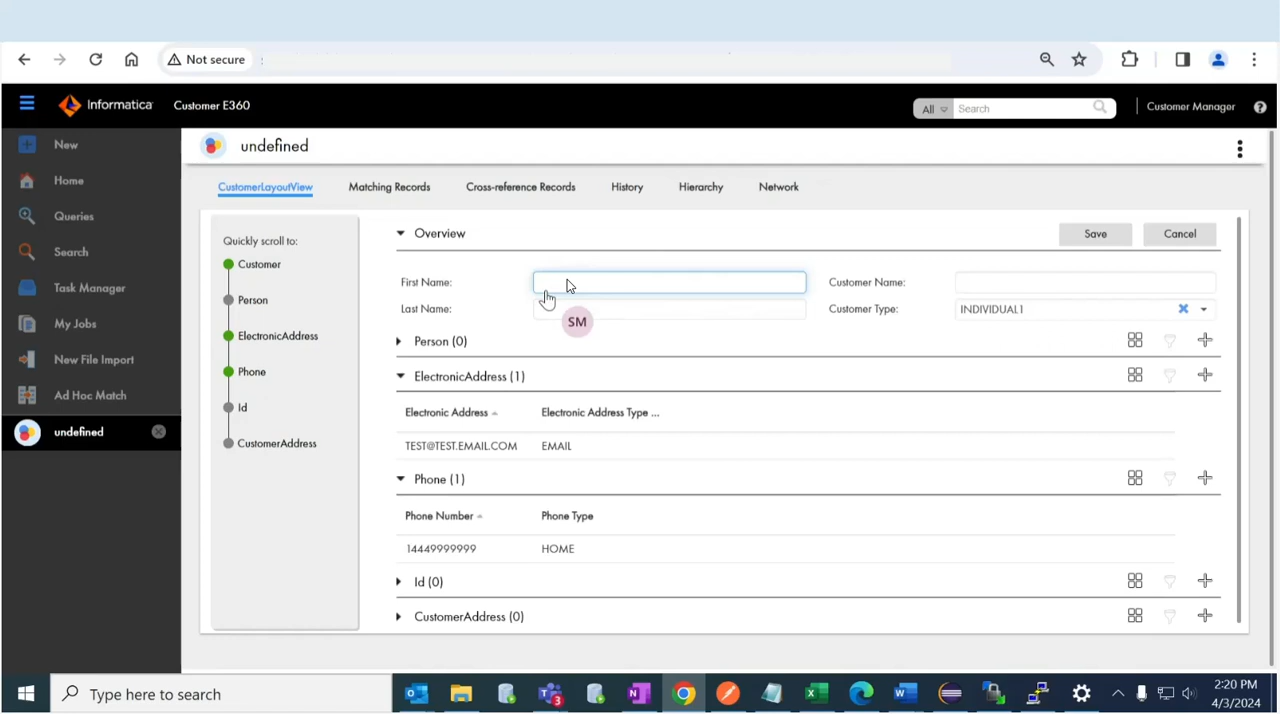 Not secure
Informatica
Customer E360
All
Search
Customer Manager
New
Home
Queries
Search
Task Manager
My Jobs
New File Import
Ad Hoc Match
undefined
undefined
CustomerLayoutView
Matching Records
Cross-reference Records
History
Hierarchy
Network
Quickly scroll to:
Customer
Person
ElectronicAddress
Phone
Id
CustomerAddress
Overview
Save
Cancel
First Name:
Customer Name:
Last Name:
SM
Customer Type:
INDIVIDUAL1
Person (0)
ElectronicAddress (1)
Electronic Address
Electronic Address Type ...
TEST@TEST.EMAIL.COM
EMAIL
Phone (1)
Phone Number
Phone Type
14449999999
HOME
Id (0)
CustomerAddress (0)
Type here to search
3
2:20 PM
4/3/2024